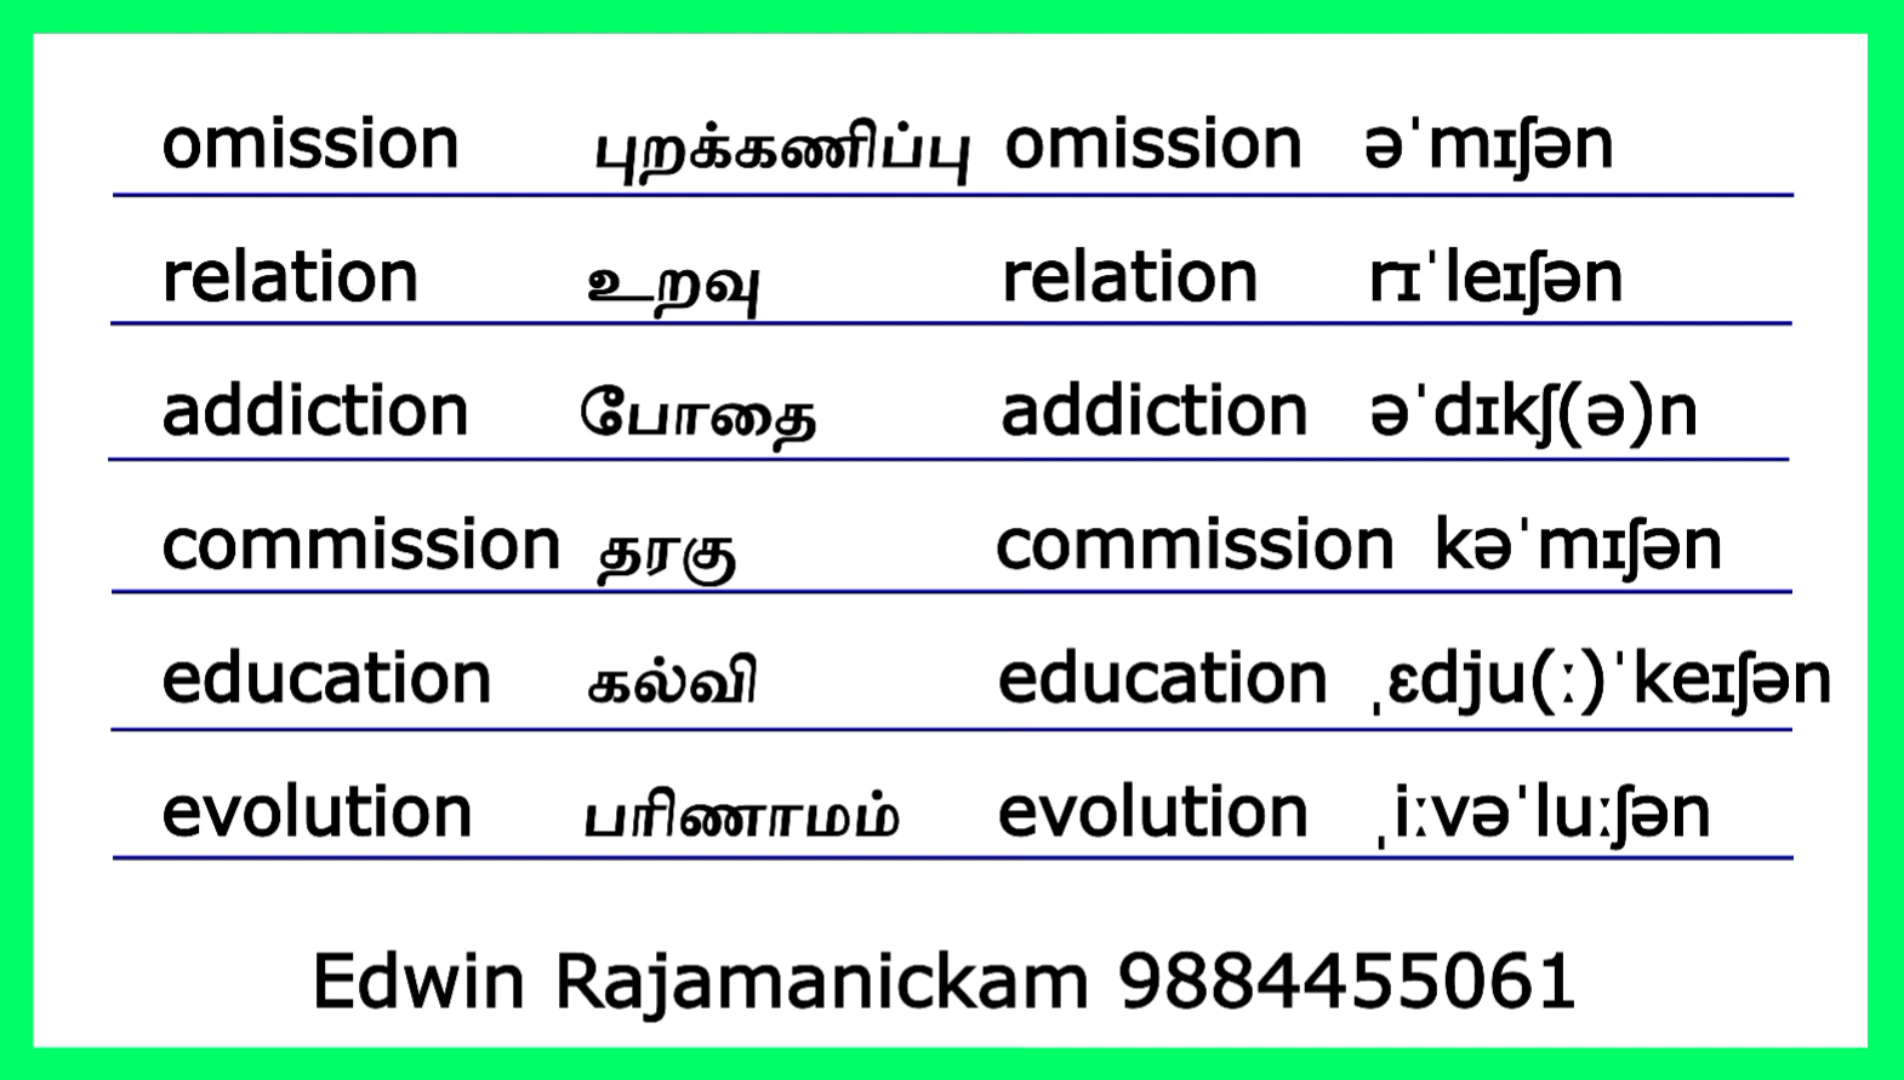 omission புறக்கணிப்பு omission əˈmɪʃən
relation உறவு relation rɪˈleɪʃən
addiction போதை addiction əˈdɪkʃ(ə)n
commission தரகு commission kəˈmɪʃən
education கல்வி education ˌɛdju(ː)ˈkeɪʃən
evolution பரிணாமம் evolution ˌiːvəˈluːʃən
Edwin Rajamanickam 9884455061